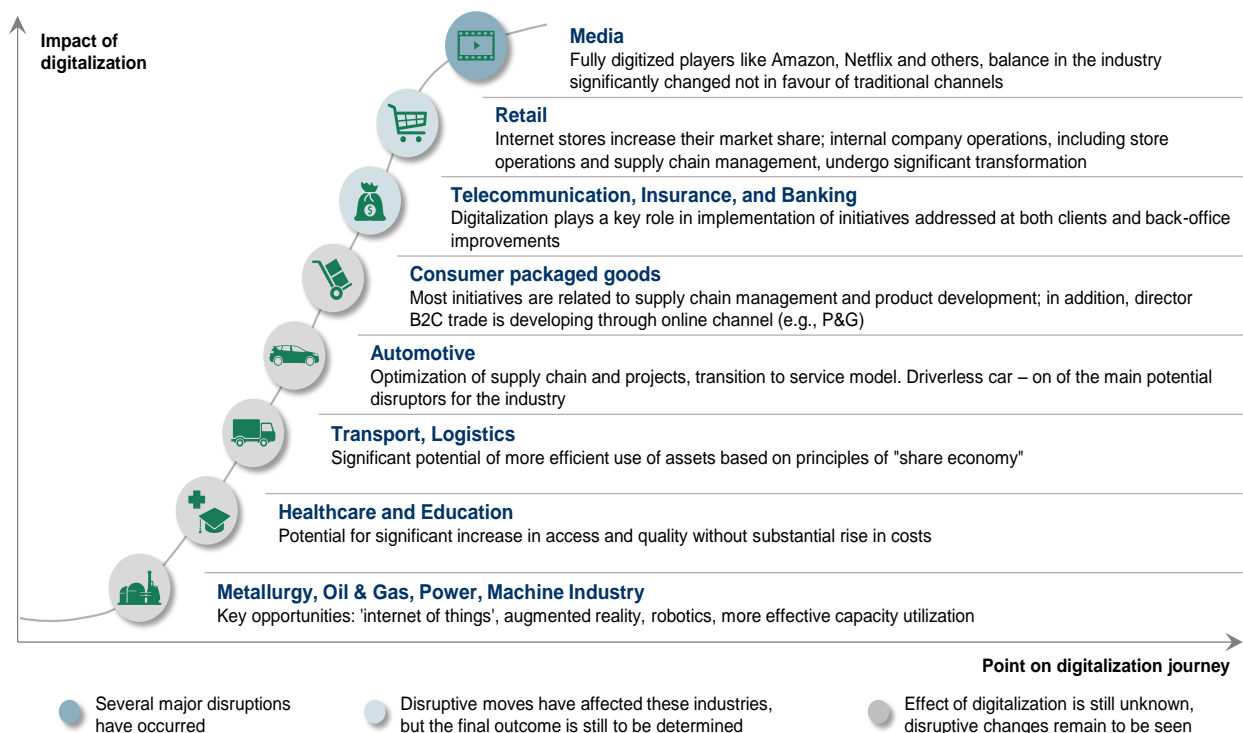 Impact of
digitalization
Media
Fully digitized players like Amazon, Netflix and others, balance in the industry
significantly changed not in favour of traditional channels
Retail
Internet stores increase their market share; internal company operations, including store
operations and supply chain management, undergo significant transformation
Telecommunication, Insurance, and Banking
Digitalization plays a key role in implementation of initiatives addressed at both clients and back-office
improvements
Consumer packaged goods
Most initiatives are related to supply chain management and product development; in addition, director
B2C trade is developing through online channel (e.g., P&G)
Automotive
Optimization of supply chain and projects, transition to service model. Driverless car – on of the main potential
disruptors for the industry
Transport, Logistics
Significant potential of more efficient use of assets based on principles of "share economy"
Healthcare and Education
Potential for significant increase in access and quality without substantial rise in costs
Metallurgy, Oil & Gas, Power, Machine Industry
Key opportunities: 'internet of things', augmented reality, robotics, more effective capacity utilization
Point on digitalization journey
Several major disruptions
have occurred
Disruptive moves have affected these industries,
but the final outcome is still to be determined
Effect of digitalization is still unknown,
disruptive changes remain to be seen
$